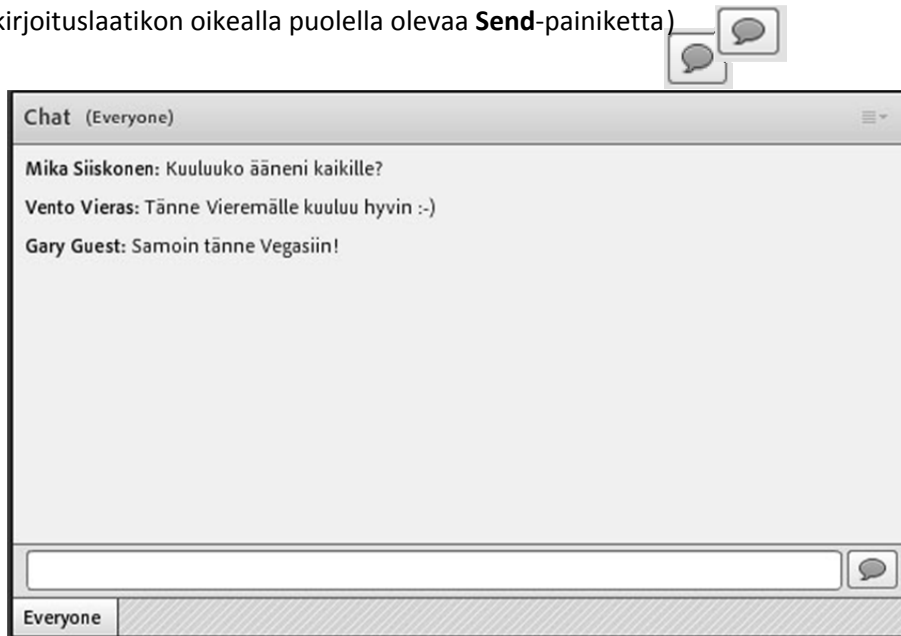 kirjoituslaatikon oikealla puolella olevaa Send-painiketta)
Chat (Everyone)
Mika Siiskonen: Kuuluuko ääneni kaikille?
Vento Vieras: Tänne Vieremälle kuuluu hyvin :-)
Gary Guest: Samoin tänne Vegasiin!
Everyone